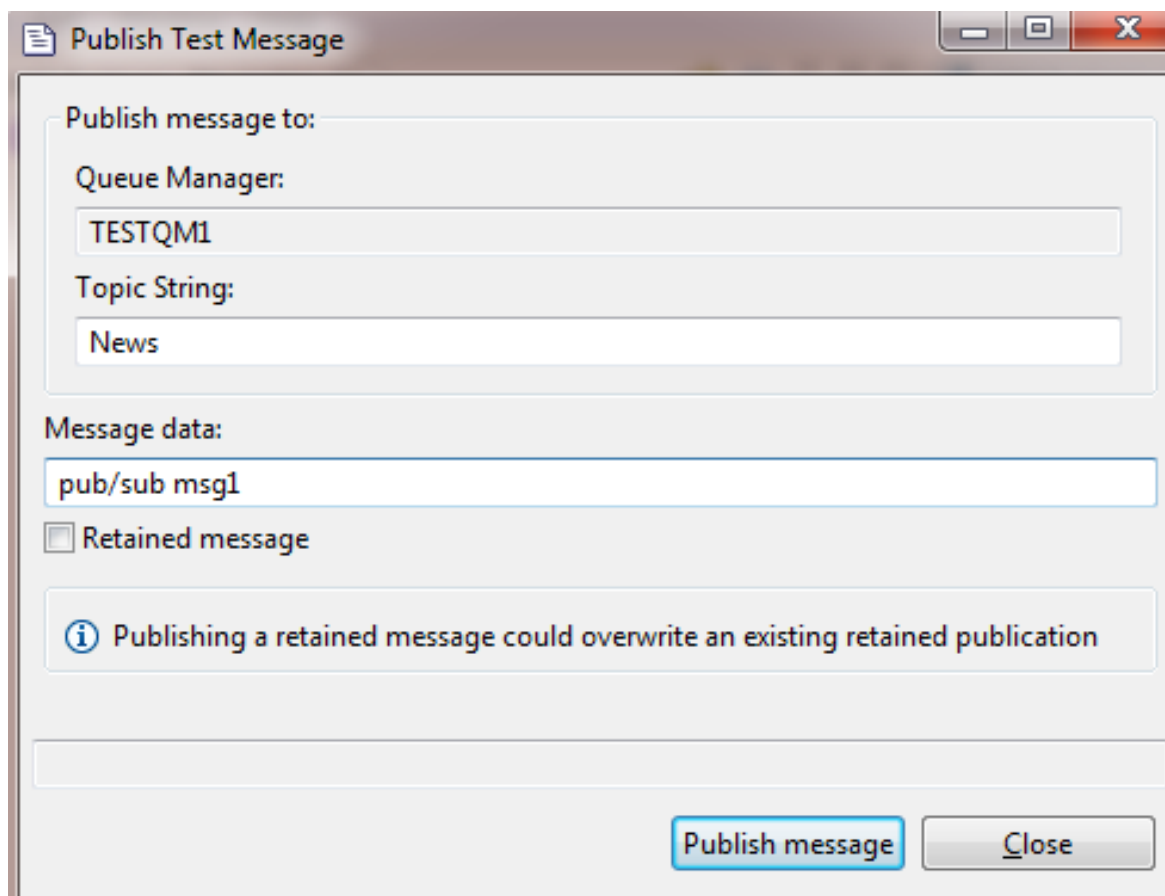 Publish Test Message
Publish message to:
Queue Manager:
TESTQM1
Topic String:
News
Message data:
pub/sub msg1
Retained message
Publishing a retained message could overwrite an existing retained publication
Publish message Close